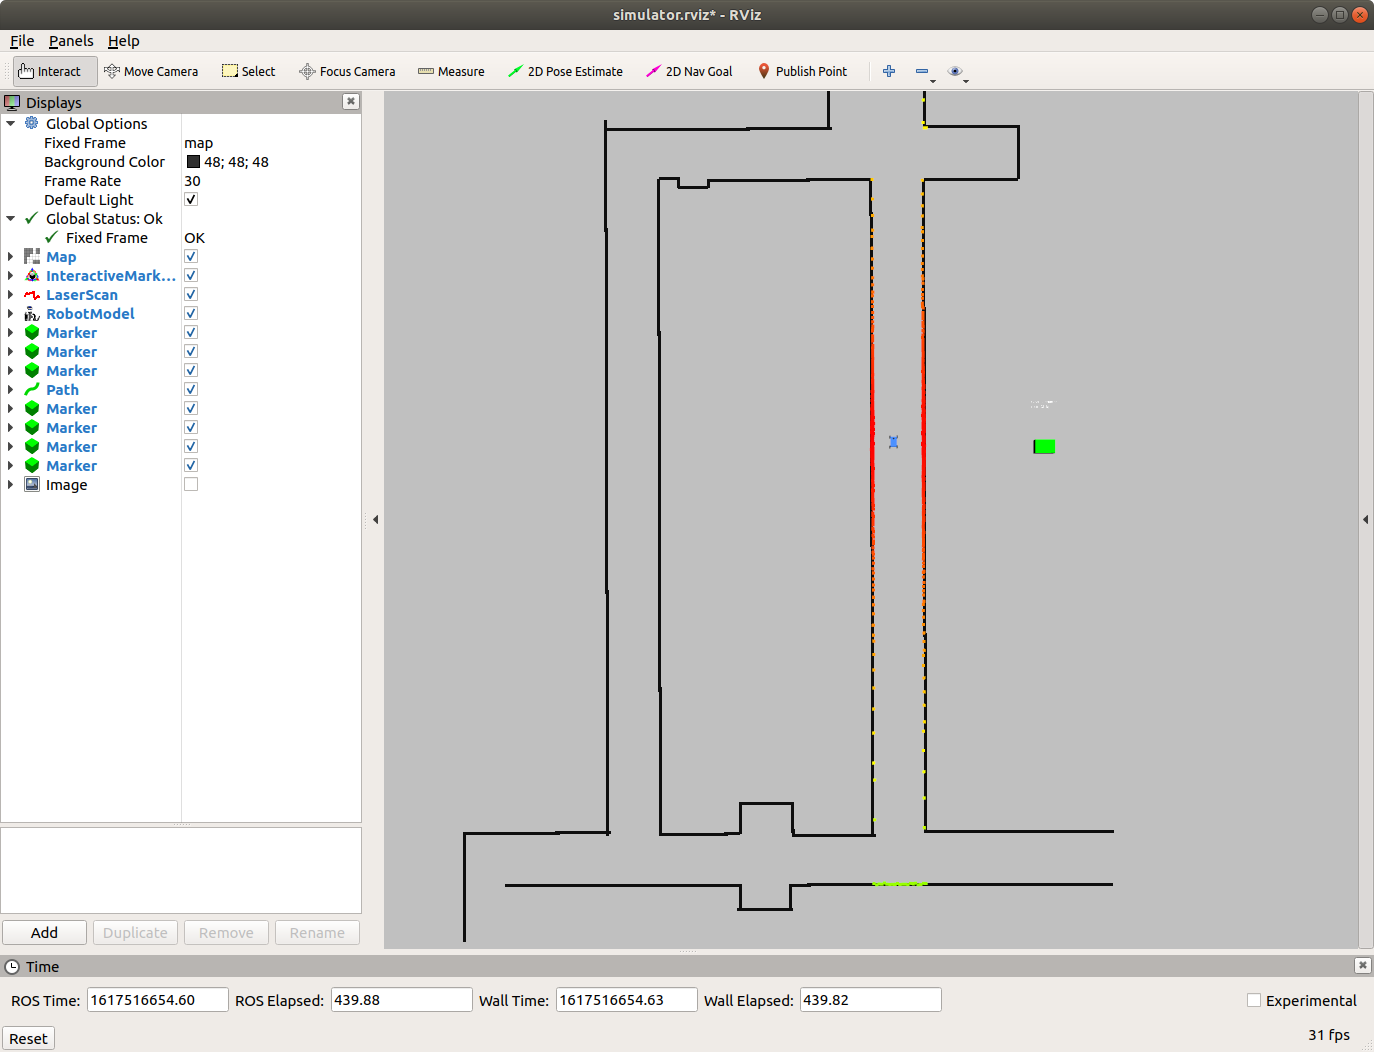 simulator.rviz* - RViz
File Panels Help
Interact Move Camera Select Focus Camera Measure 2D Pose Estimate 2D Nav Goal Publish Point
Displays
Global Options
Fixed Frame map
Background Color 48; 48; 48
Frame Rate 30
Default Light
Global Status: Ok
Fixed Frame OK
Map
InteractiveMark...
LaserScan
RobotModel
Marker
Marker
Marker
Path
Marker
Marker
Marker
Marker
Image
Add Duplicate Remove Rename
Time
ROS Time: 1617516654.60 ROS Elapsed: 439.88 Wall Time: 1617516654.63 Wall Elapsed: 439.82 Experimental
Reset 31 fps